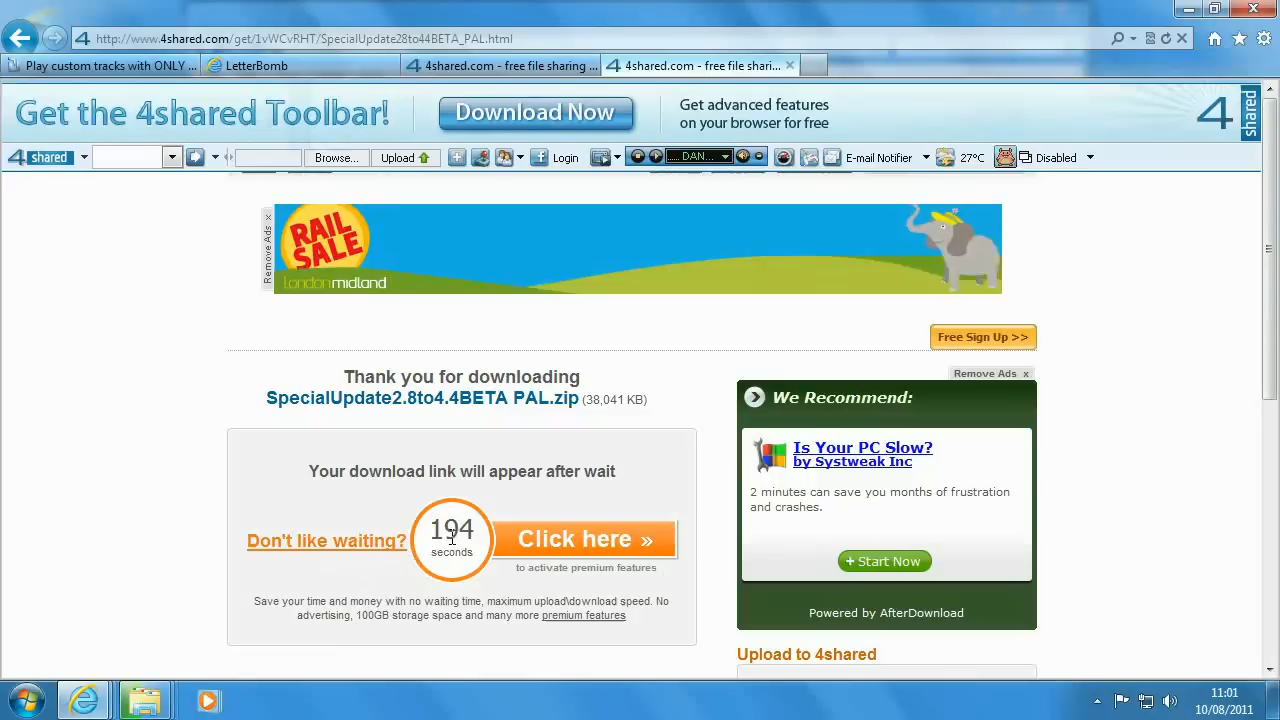 http://www.4shared.com/get/1vWCvRHT/SpecialUpdate28to44BETA_PAL.html
Play custom tracks with ONLY ...
LetterBomb
4shared.com - free file sharing ...
4shared.com - free file shari...
Get the 4shared Toolbar!
Download Now
Get advanced features
on your browser for free
4
shared
4 shared
Browse...
Upload
Login
DAN...
E-mail Notifier
27°C
Disabled
Remove Ads x
RAIL
SALE
london midland
Free Sign Up >>
Thank you for downloading
SpecialUpdate2.8to4.4BETA PAL.zip (38,041 KB)
Your download link will appear after wait
Don't like waiting?
194
seconds
Click here »
to activate premium features
Save your time and money with no waiting time, maximum upload\download speed. No
advertising, 100GB storage space and many more premium features
Remove Ads x
We Recommend:
Is Your PC Slow?
by Systweak Inc
2 minutes can save you months of frustration
and crashes.
+ Start Now
Powered by AfterDownload
Upload to 4shared
11:01
10/08/2011